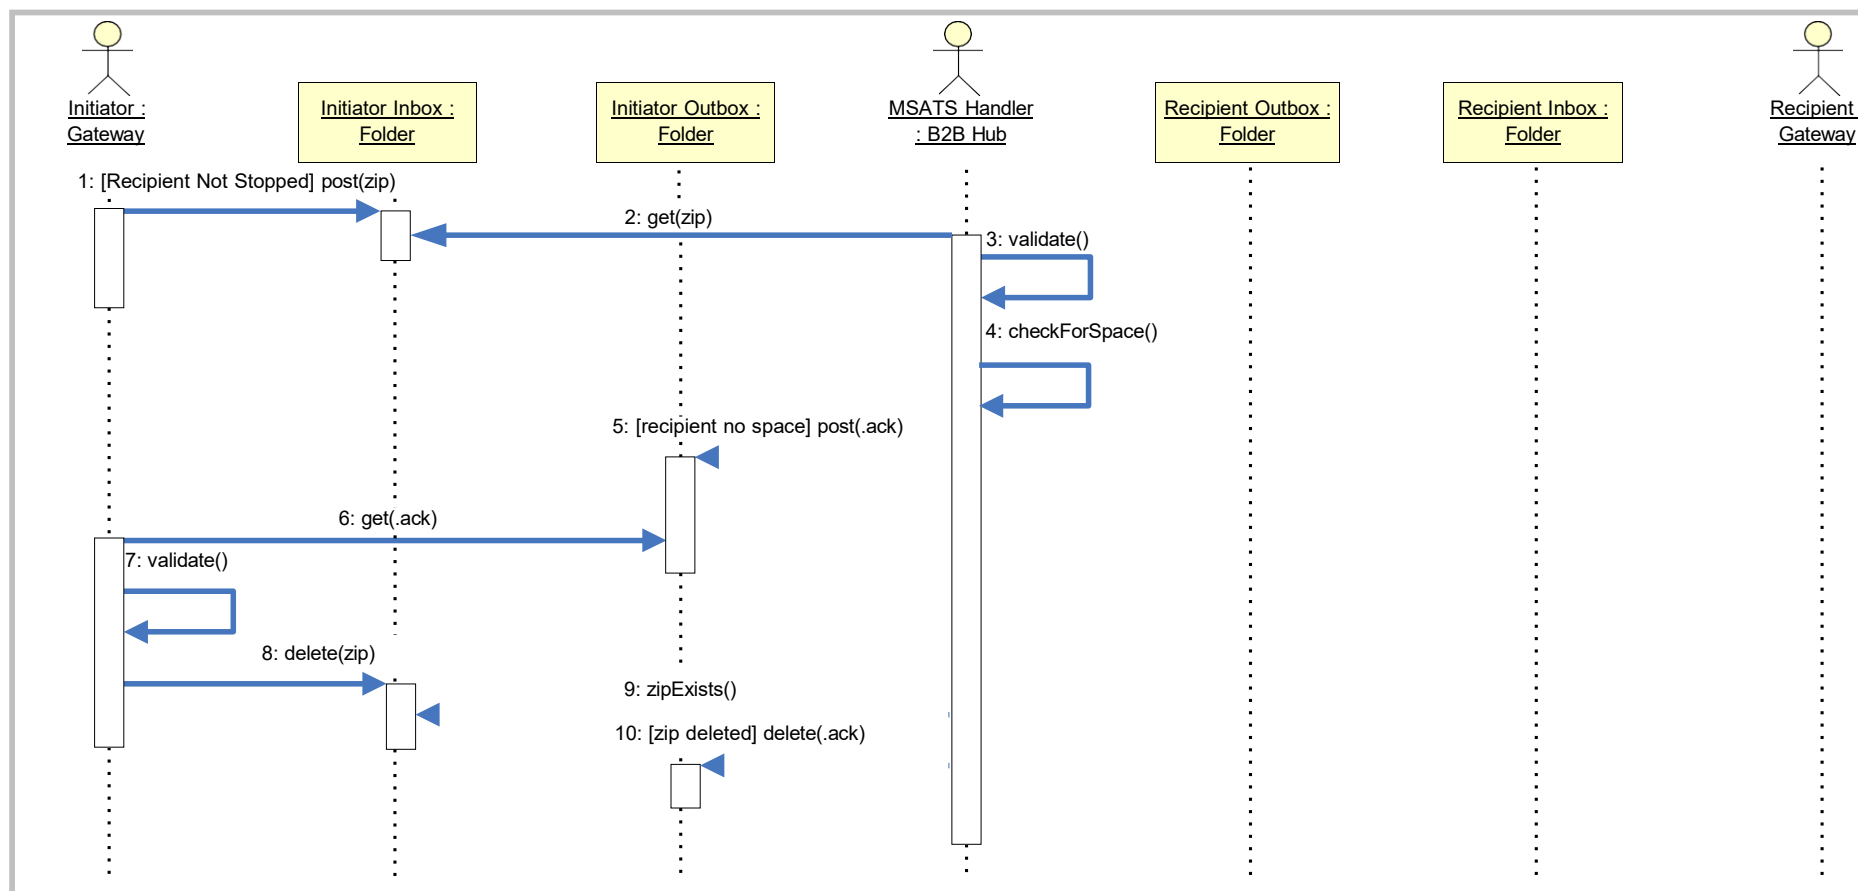 Initiator :
Gateway
Initiator Inbox :
Folder
Initiator Outbox :
Folder
MSATS Handler
: B2B Hub
Recipient Outbox :
Folder
Recipient Inbox :
Folder
Recipient
Gateway
1: [Recipient Not Stopped] post(zip)
2: get(zip)
3: validate()
4: checkForSpace()
5: [recipient no space] post(.ack)
6: get(.ack)
7: validate()
8: delete(zip)
9: zipExists()
10: [zip deleted] delete(.ack)